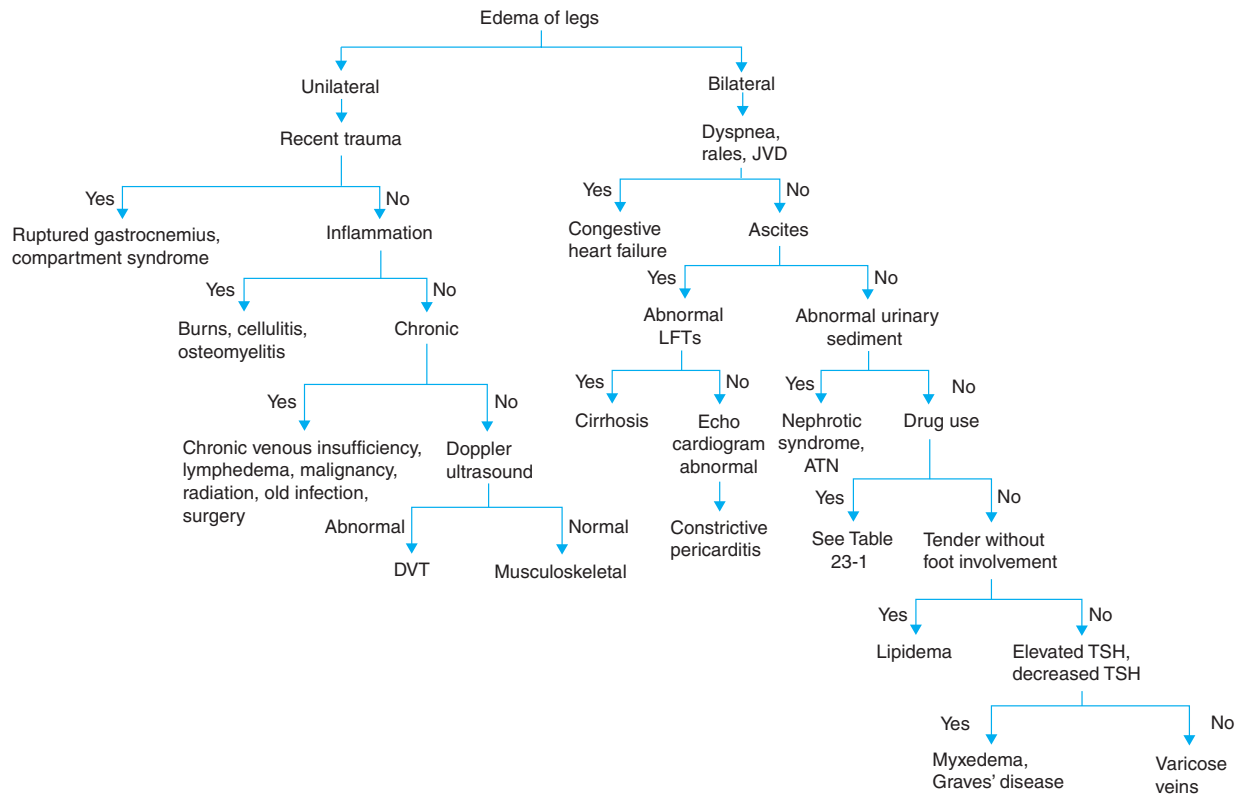 Edema of legs
Unilateral
Bilateral
Recent trauma
Dyspnea,
rales, JVD
Yes
No
Yes
No
Ruptured gastrocnemius,
compartment syndrome
Inflammation
Congestive
heart failure
Ascites
Yes
No
Yes
No
Burns, cellulitis,
osteomyelitis
Chronic
Abnormal
LFTs
Abnormal urinary
sediment
Yes
No
Yes
No
Yes
No
Chronic venous insufficiency,
lymphedema, malignancy,
radiation, old infection,
surgery
Doppler
ultrasound
Cirrhosis
Echo
cardiogram
abnormal
Nephrotic
syndrome,
ATN
Drug use
Abnormal
Normal
Yes
No
DVT
Musculoskeletal
Constrictive
pericarditis
See Table
23-1
Tender without
foot involvement
Yes
No
Lipidema
Elevated TSH,
decreased TSH
Yes
No
Myxedema,
Graves’ disease
Varicose
veins